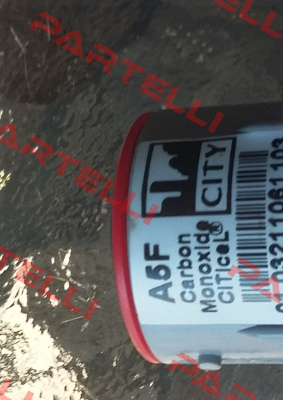 CITY
A5F
Carbon
Monoxide
CiTiceL®
PARTELLI
PARTELLI
PARTELLI
PARTELLI